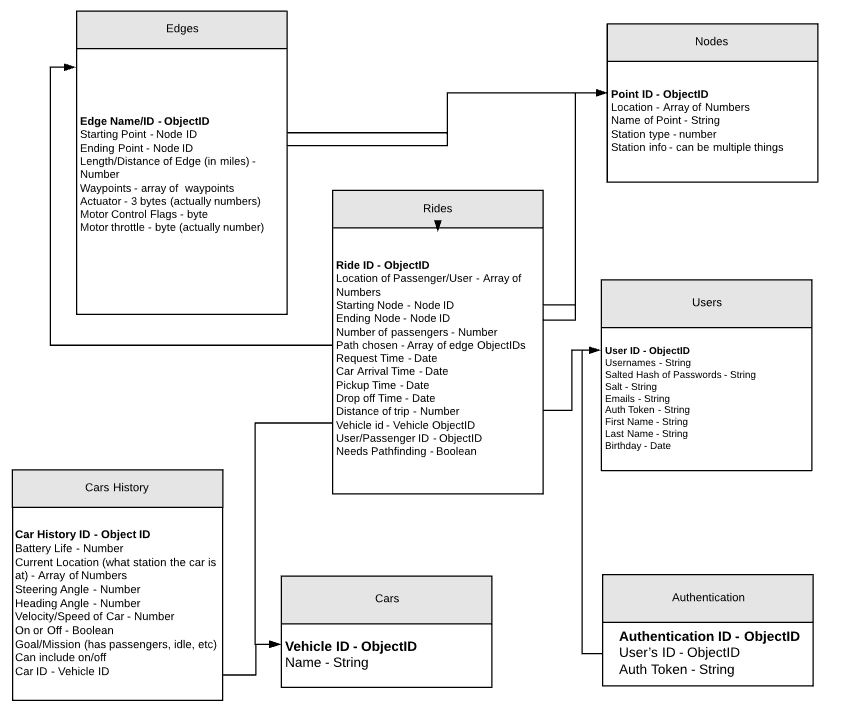 Edges
Edge Name/ID - ObjectID
Starting Point - Node ID
Ending Point - Node ID
Length/Distance of Edge (in miles) -
Number
Waypoints - array of waypoints
Actuator - 3 bytes (actually numbers)
Motor Control Flags - byte
Motor throttle - byte (actually number)
Nodes
Point ID - ObjectID
Location - Array of Numbers
Name of Point - String
Station type - number
Station info - can be multiple things
Rides
Ride ID - ObjectID
Location of Passenger/User - Array of
Numbers
Starting Node - Node ID
Ending Node - Node ID
Number of passengers - Number
Path chosen - Array of edge ObjectIDs
Request Time - Date
Car Arrival Time - Date
Pickup Time - Date
Drop off Time - Date
Distance of trip - Number
Vehicle id - Vehicle ObjectID
User/Passenger ID - ObjectID
Needs Pathfinding - Boolean
Users
User ID - ObjectID
Usernames - String
Salted Hash of Passwords - String
Salt - String
Emails - String
Auth Token - String
First Name - String
Last Name - String
Birthday - Date
Cars History
Car History ID - Object ID
Battery Life - Number
Current Location (what station the car is
at) - Array of Numbers
Steering Angle - Number
Heading Angle - Number
Velocity/Speed of Car - Number
On or Off - Boolean
Goal/Mission (has passengers, idle, etc)
Can include on/off
Car ID - Vehicle ID
Cars
Vehicle ID - ObjectID
Name - String
Authentication
Authentication ID - ObjectID
User's ID - ObjectID
Auth Token - String